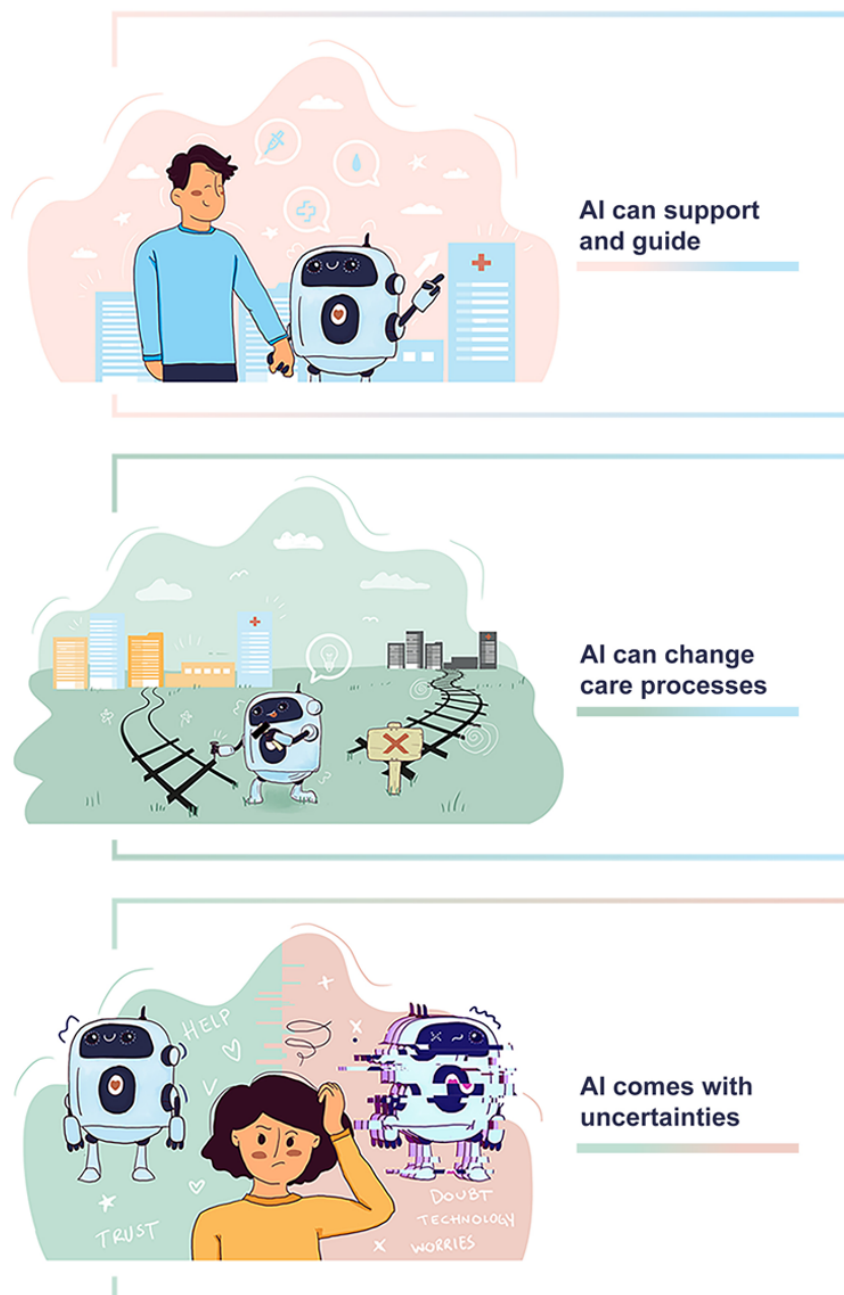 AI can support
and guide
AI can change
care processes
HELP
TRUST
DOUBT
TECHNOLOGY
WORRIES
AI comes with
uncertainties